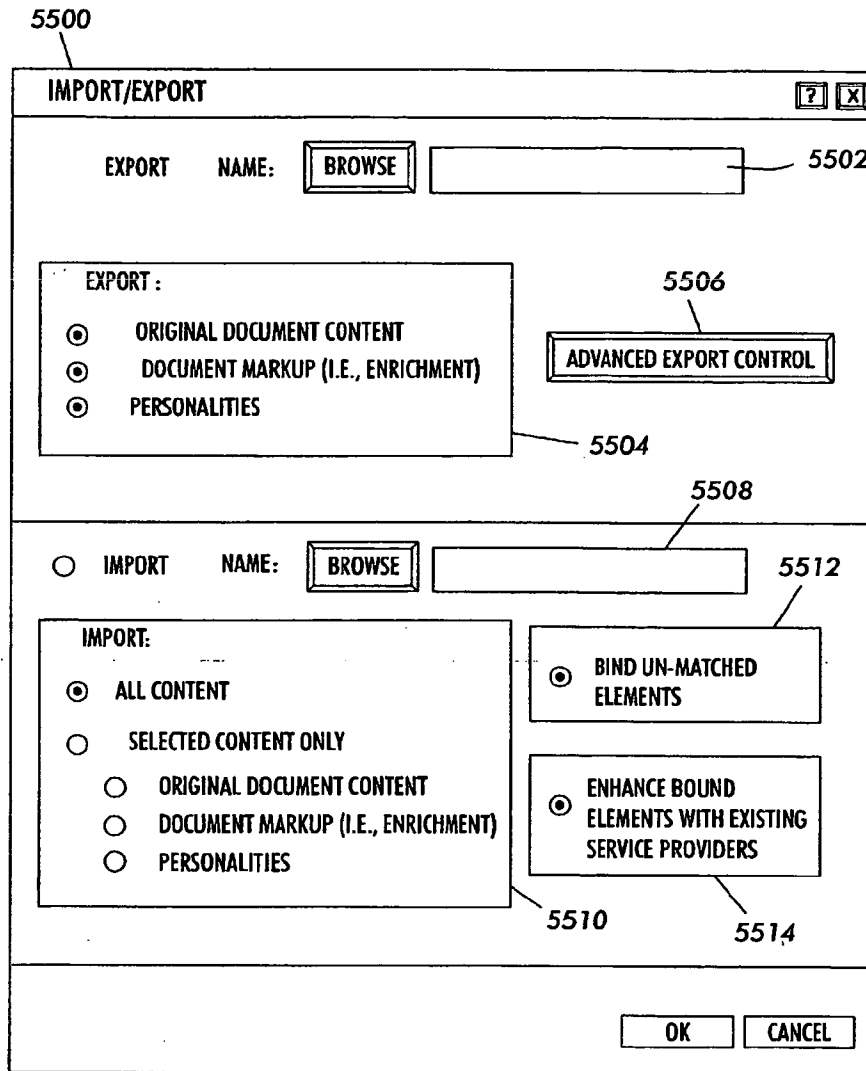 5500
IMPORT/EXPORT ? X
EXPORT NAME: BROWSE 5502
EXPORT :
ORIGINAL DOCUMENT CONTENT
DOCUMENT MARKUP (I.E., ENRICHMENT)
PERSONALITIES
5504
5506
ADVANCED EXPORT CONTROL
5508
IMPORT NAME: BROWSE
IMPORT:
ALL CONTENT
SELECTED CONTENT ONLY
ORIGINAL DOCUMENT CONTENT
DOCUMENT MARKUP (I.E., ENRICHMENT)
PERSONALITIES
5510
5512
BIND UN-MATCHED
ELEMENTS
ENHANCE BOUND
ELEMENTS WITH EXISTING
SERVICE PROVIDERS
5514
OK CANCEL